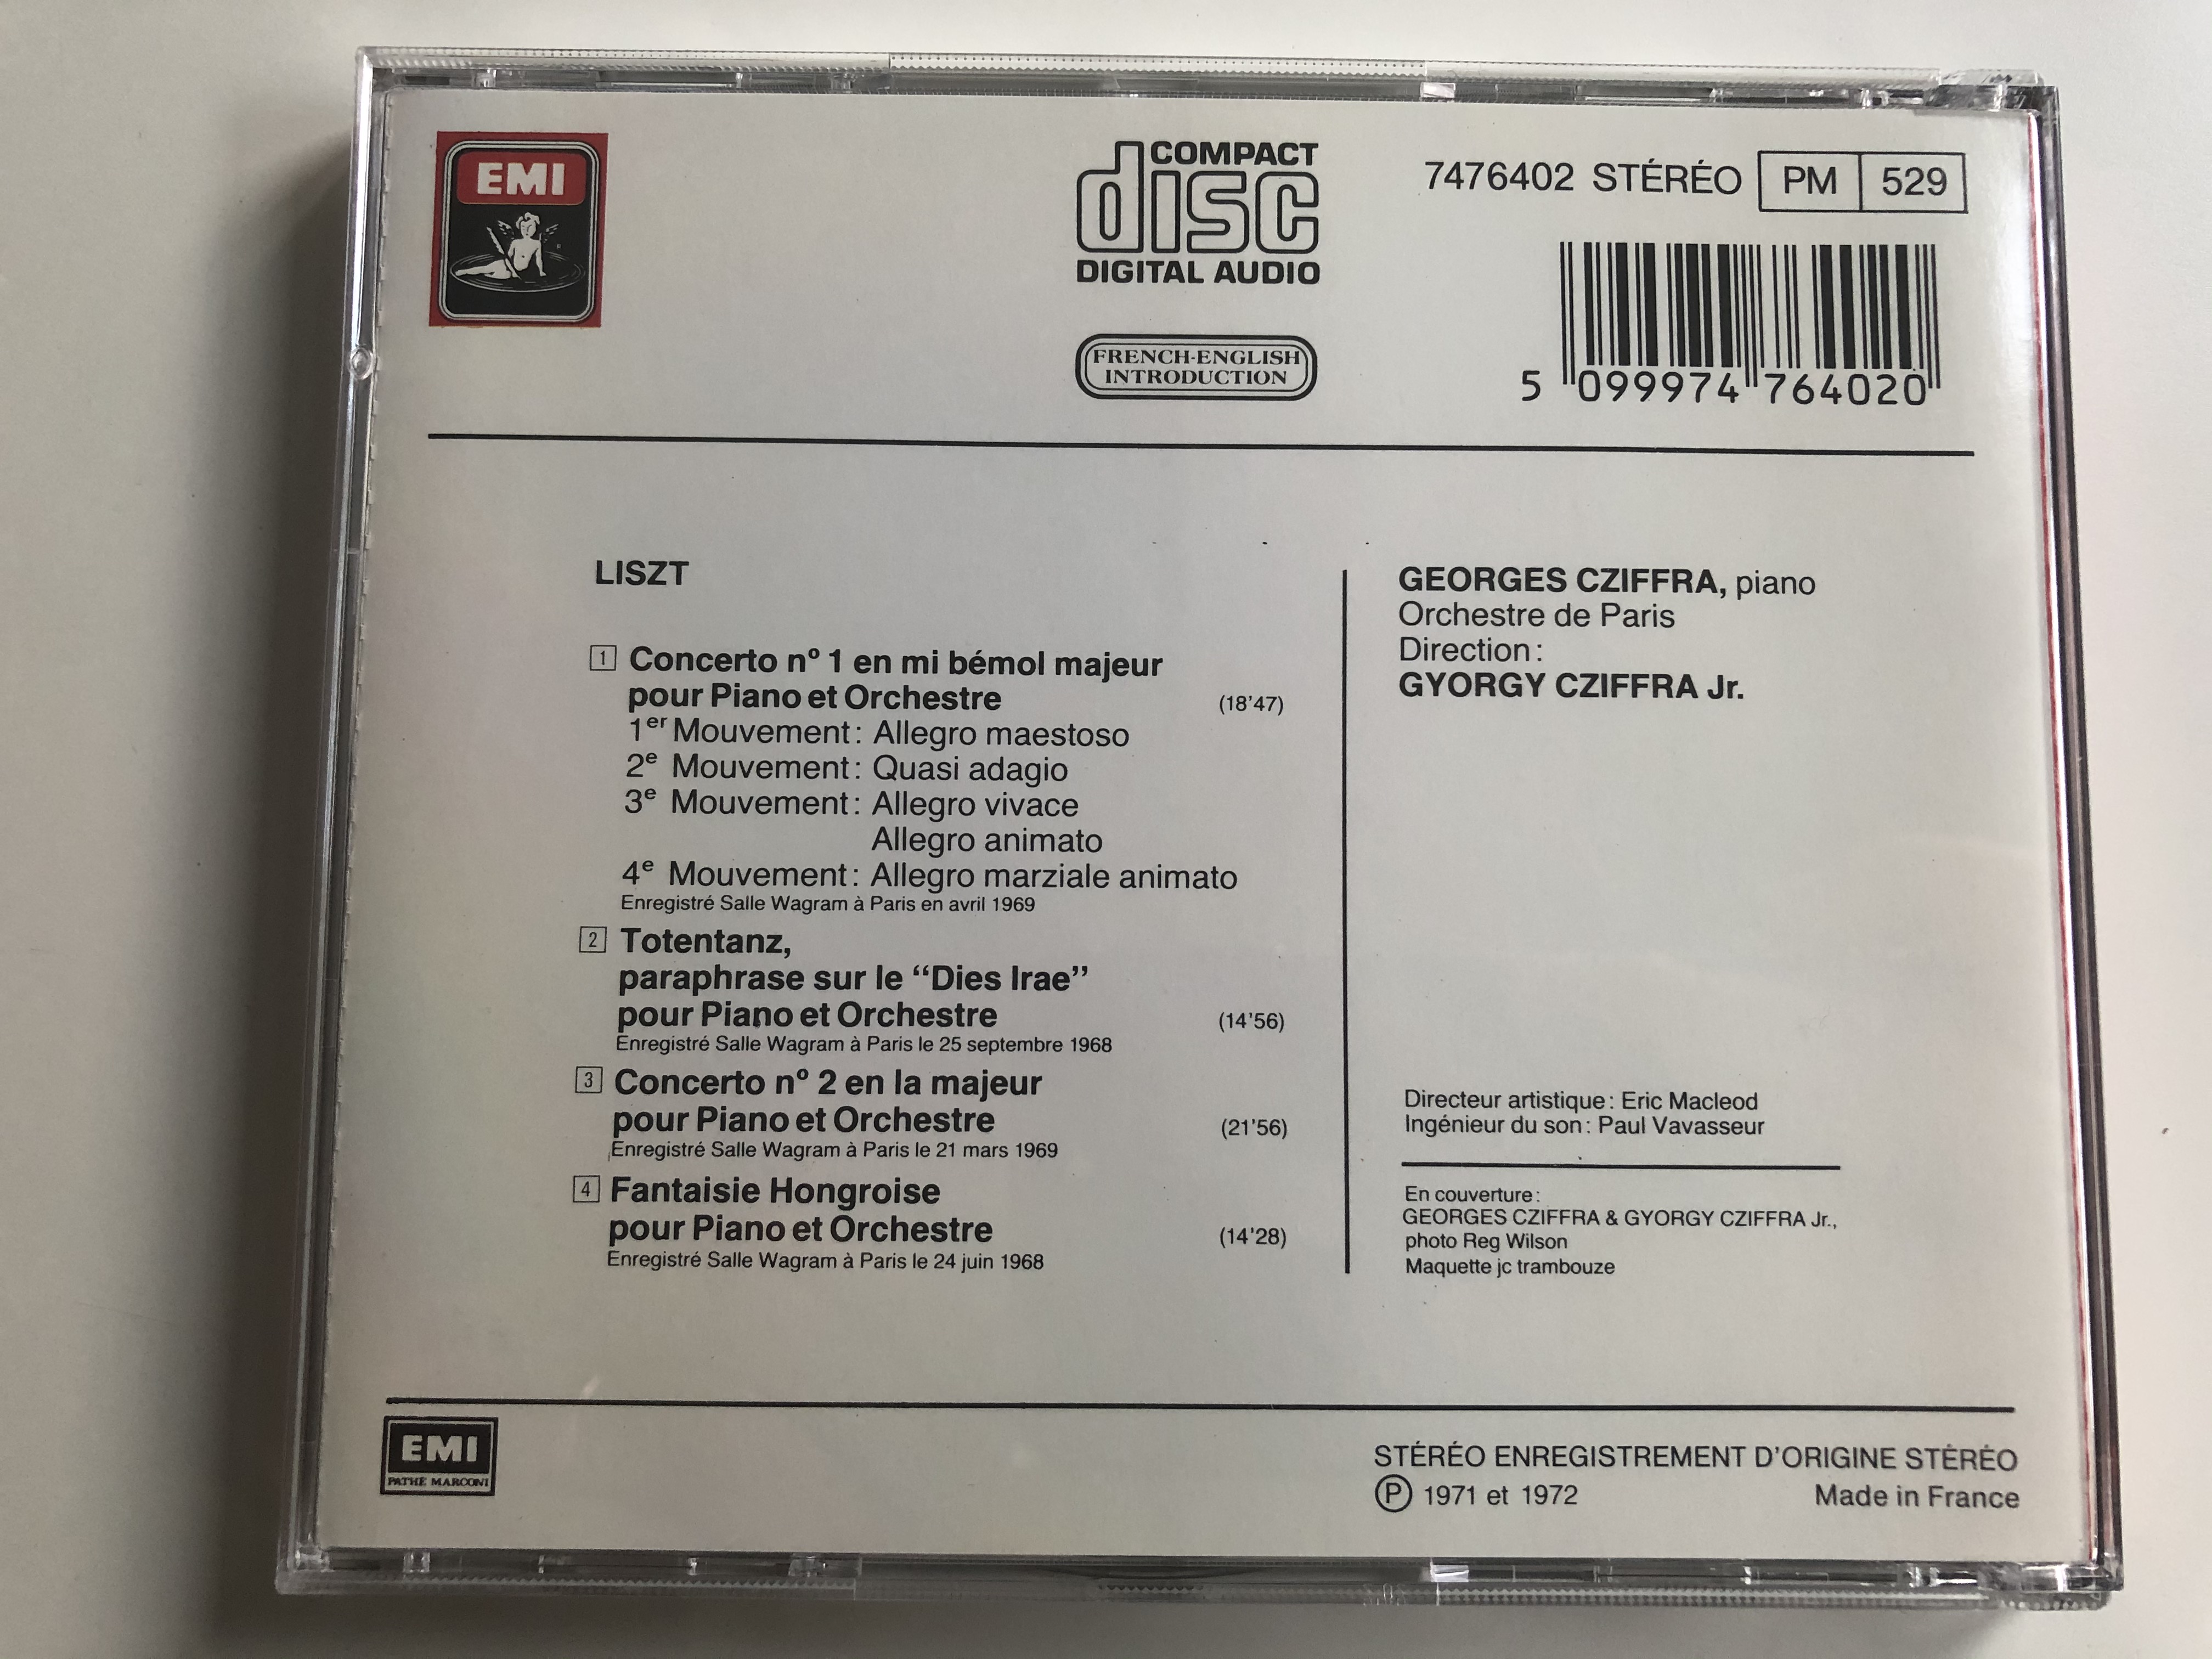 EMI
COMPACT
disc
DIGITAL AUDIO
FRENCH-ENGLISH
INTRODUCTION
7476402 STÉRÉO PM 529
5 099974 764020
LISZT
1 Concerto nº 1 en mi bémol majeur
pour Piano et Orchestre (18'47)
1er Mouvement : Allegro maestoso
2e Mouvement : Quasi adagio
3e Mouvement : Allegro vivace
Allegro animato
4e Mouvement : Allegro marziale animato
Enregistré Salle Wagram à Paris en avril 1969
2 Totentanz,
paraphrase sur le “Dies Irae”
pour Piano et Orchestre (14'56)
Enregistré Salle Wagram à Paris le 25 septembre 1968
3 Concerto nº 2 en la majeur
pour Piano et Orchestre (21'56)
Enregistré Salle Wagram à Paris le 21 mars 1969
4 Fantaisie Hongroise
pour Piano et Orchestre (14'28)
Enregistré Salle Wagram à Paris le 24 juin 1968
GEORGES CZIFFRA, piano
Orchestre de Paris
Direction :
GYORGY CZIFFRA Jr.
Directeur artistique : Eric Macleod
Ingénieur du son : Paul Vavasseur
En couverture :
GEORGES CZIFFRA & GYORGY CZIFFRA Jr.,
photo Reg Wilson
Maquette jc trambouze
EMI
PATHÉ MARCONI
STÉRÉO ENREGISTREMENT D'ORIGINE STÉRÉO
Ⓟ 1971 et 1972 Made in France